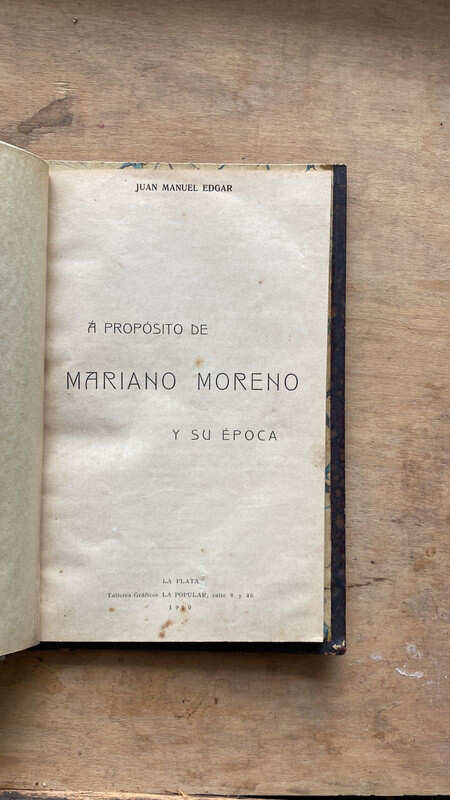 JUAN MANUEL EDGAR
Á PROPÓSITO DE
MARIANO MORENO
Y SU ÉPOCA
LA PLATA
Talleres Gráficos LA POPULAR, calle 9 y 46